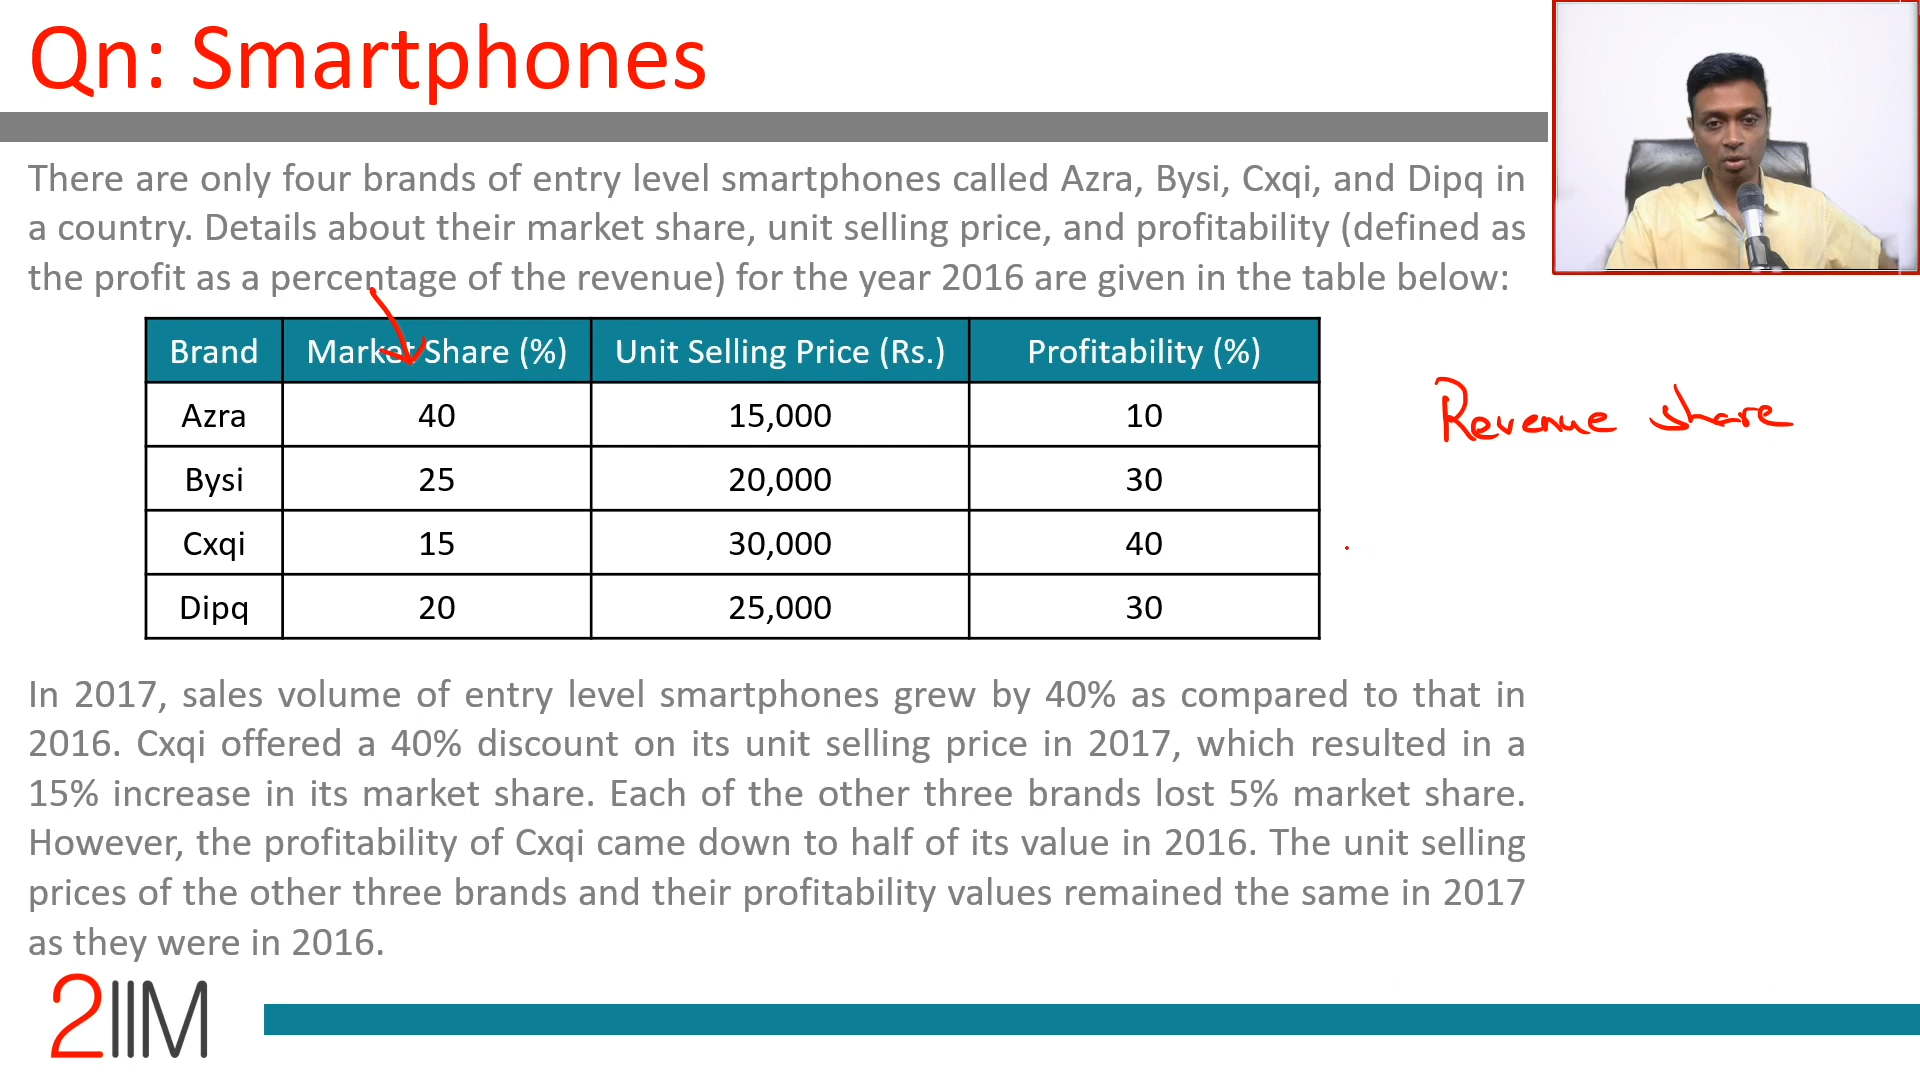 Qn: Smartphones
There are only four brands of entry level smartphones called Azra, Bysi, Cxqi, and Dipq in
a country. Details about their market share, unit selling price, and profitability (defined as
the profit as a percentage of the revenue) for the year 2016 are given in the table below:
Brand Market Share (%) Unit Selling Price (Rs.) Profitability (%)
Azra 40 15,000 10
Revenue share
Bysi 25 20,000 30
Cxqi 15 30,000 40
Dipq 20 25,000 30
In 2017, sales volume of entry level smartphones grew by 40% as compared to that in
2016. Cxqi offered a 40% discount on its unit selling price in 2017, which resulted in a
15% increase in its market share. Each of the other three brands lost 5% market share.
However, the profitability of Cxqi came down to half of its value in 2016. The unit selling
prices of the other three brands and their profitability values remained the same in 2017
as they were in 2016.
2IIM